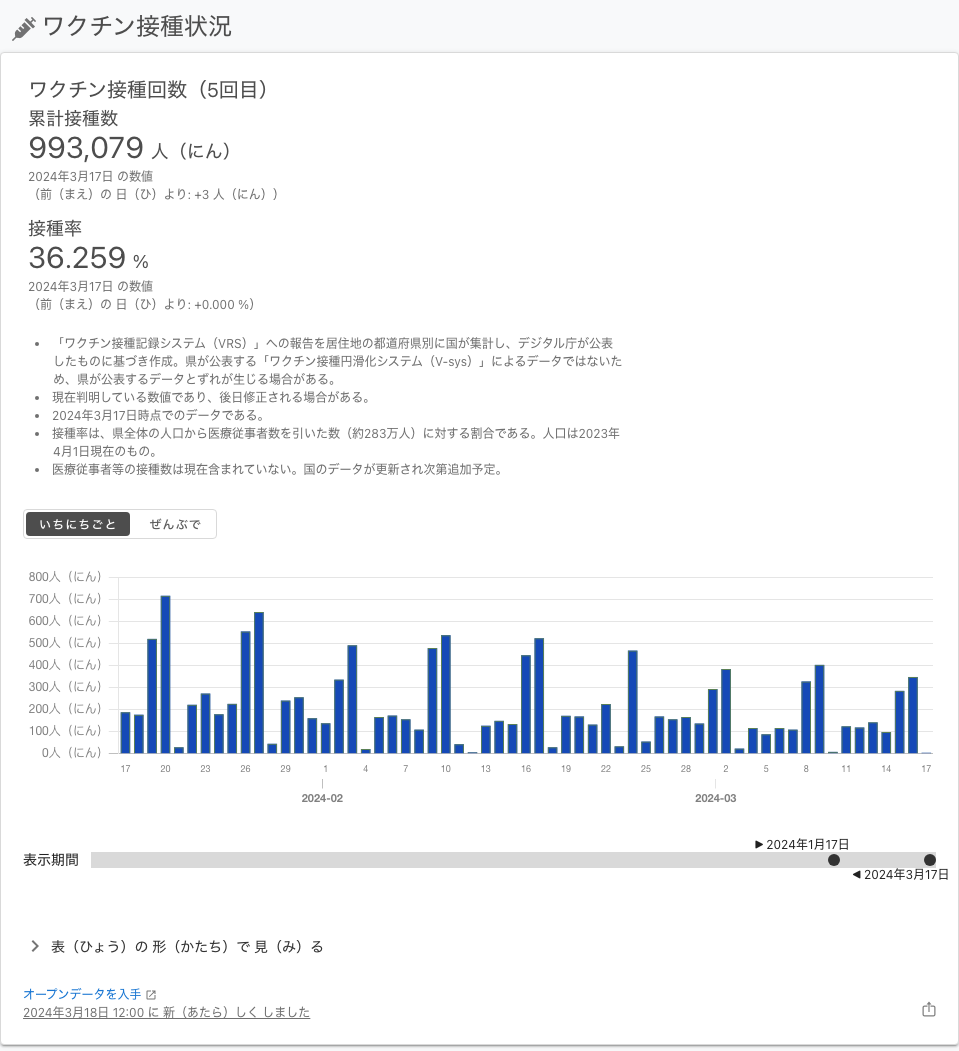 ワクチン接種状況
ワクチン接種回数（5回目）
累計接種数
993,079 人（にん）
2024年3月17日 の数値
（前（まえ）の 日（ひ）より: +3 人（にん））
接種率
36.259 %
2024年3月17日 の数値
（前（まえ）の 日（ひ）より: +0.000 %）
• 「ワクチン接種記録システム（VRS）」への報告を居住地の都道府県別に国が集計し、デジタル庁が公表
したものに基づき作成。県が公表する「ワクチン接種円滑化システム（V-sys）」によるデータではないた
め、県が公表するデータとずれが生じる場合がある。
• 現在判明している数値であり、後日修正される場合がある。
• 2024年3月17日時点でのデータである。
• 接種率は、県全体の人口から医療従事者数を引いた数（約283万人）に対する割合である。人口は2023年
4月1日現在のもの。
• 医療従事者等の接種数は現在含まれていない。国のデータが更新され次第追加予定。
いちにちごと ぜんぶで
800人（にん）
700人（にん）
600人（にん）
500人（にん）
400人（にん）
300人（にん）
200人（にん）
100人（にん）
0人（にん）
17 20 23 26 29 1 4 7 10 13 16 19 22 25 28 2 5 8 11 14 17
2024-02 2024-03
▶ 2024年1月17日
表示期間
◀ 2024年3月17日
表（ひょう）の 形（かたち）で 見（み）る
オープンデータを入手
2024年3月18日 12:00 に 新（あたら）しく しました